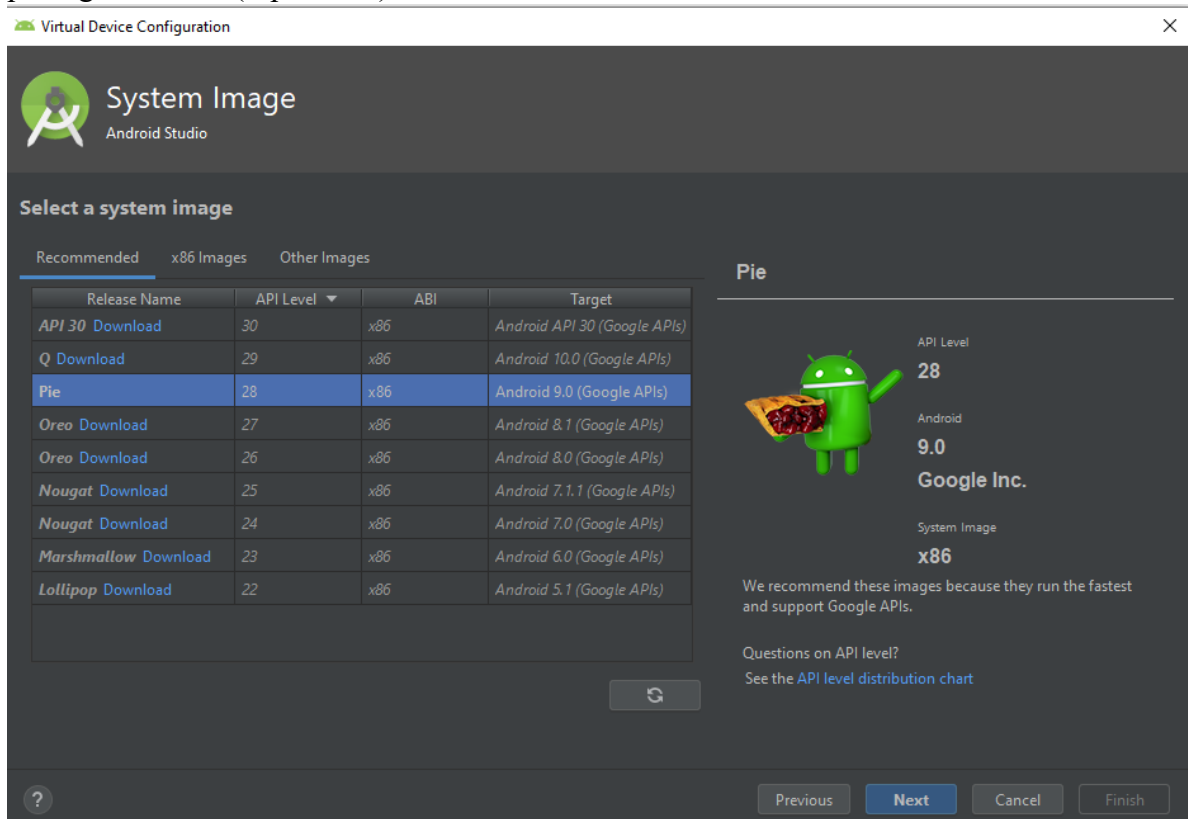 Virtual Device Configuration
System Image
Android Studio
Select a system image
Recommended x86 Images Other Images
Release Name API Level ABI Target
API 30 Download 30 x86 Android API 30 (Google APIs)
Q Download 29 x86 Android 10.0 (Google APIs)
Pie 28 x86 Android 9.0 (Google APIs)
Oreo Download 27 x86 Android 8.1 (Google APIs)
Oreo Download 26 x86 Android 8.0 (Google APIs)
Nougat Download 25 x86 Android 7.1.1 (Google APIs)
Nougat Download 24 x86 Android 7.0 (Google APIs)
Marshmallow Download 23 x86 Android 6.0 (Google APIs)
Lollipop Download 22 x86 Android 5.1 (Google APIs)
Pie
API Level
28
Android
9.0
Google Inc.
System Image
x86
We recommend these images because they run the fastest
and support Google APIs.
Questions on API level?
See the API level distribution chart
? Previous Next Cancel Finish